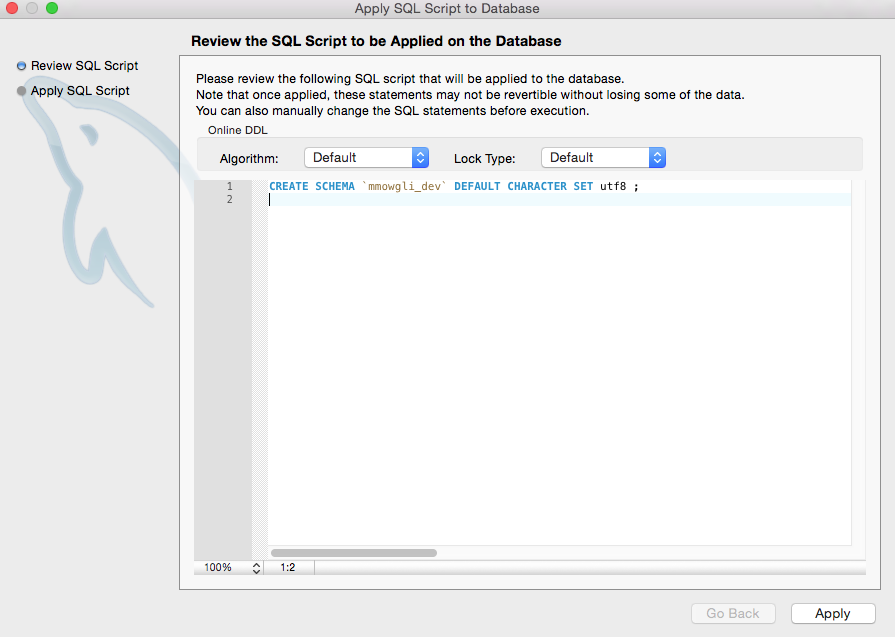 Apply SQL Script to Database
Review the SQL Script to be Applied on the Database
Review SQL Script
Apply SQL Script
Please review the following SQL script that will be applied to the database.
Note that once applied, these statements may not be revertible without losing some of the data.
You can also manually change the SQL statements before execution.
Online DDL
Algorithm: Default Lock Type: Default
1 CREATE SCHEMA `mmowgli_dev` DEFAULT CHARACTER SET utf8 ;
2
100% 1:2
Go Back Apply